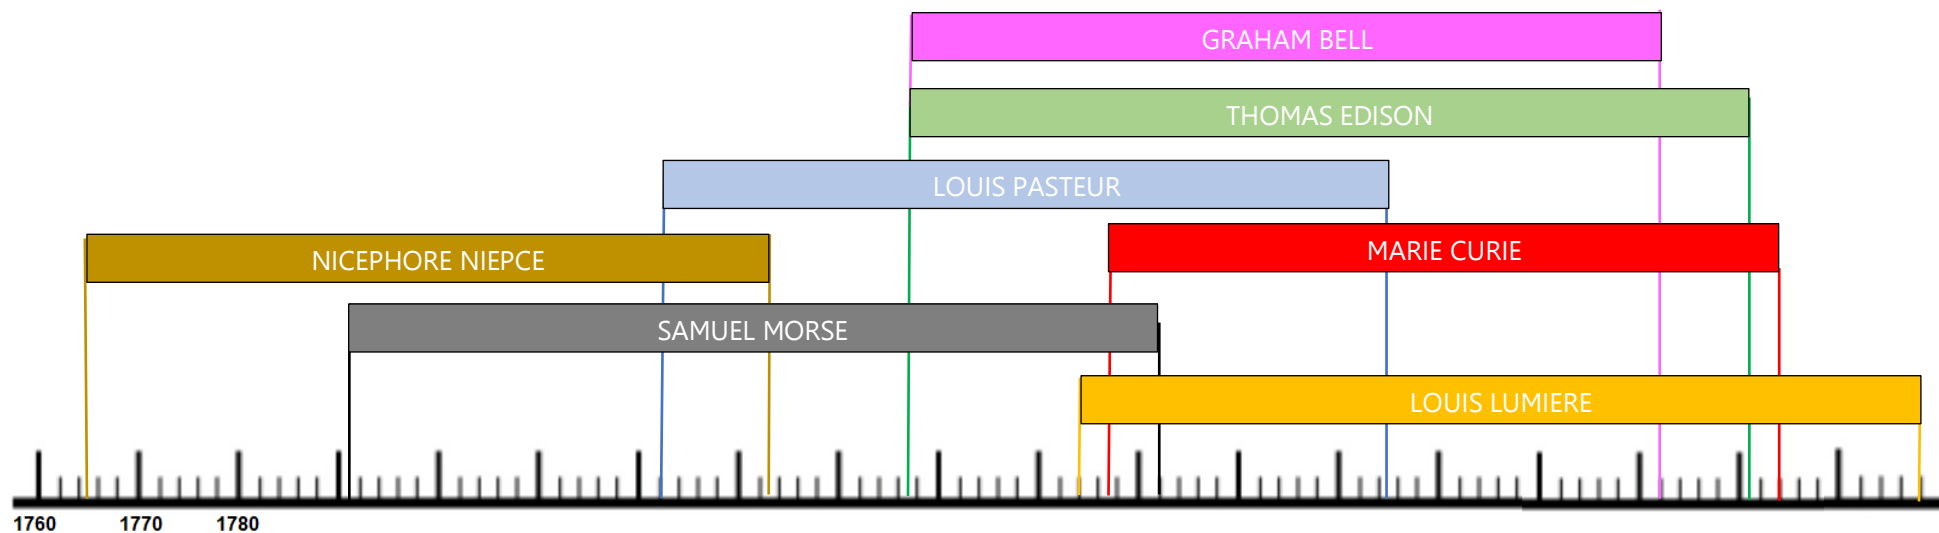 GRAHAM BELL
THOMAS EDISON
LOUIS PASTEUR
MARIE CURIE
NICEPHORE NIEPCE
SAMUEL MORSE
LOUIS LUMIERE
1760 1770 1780